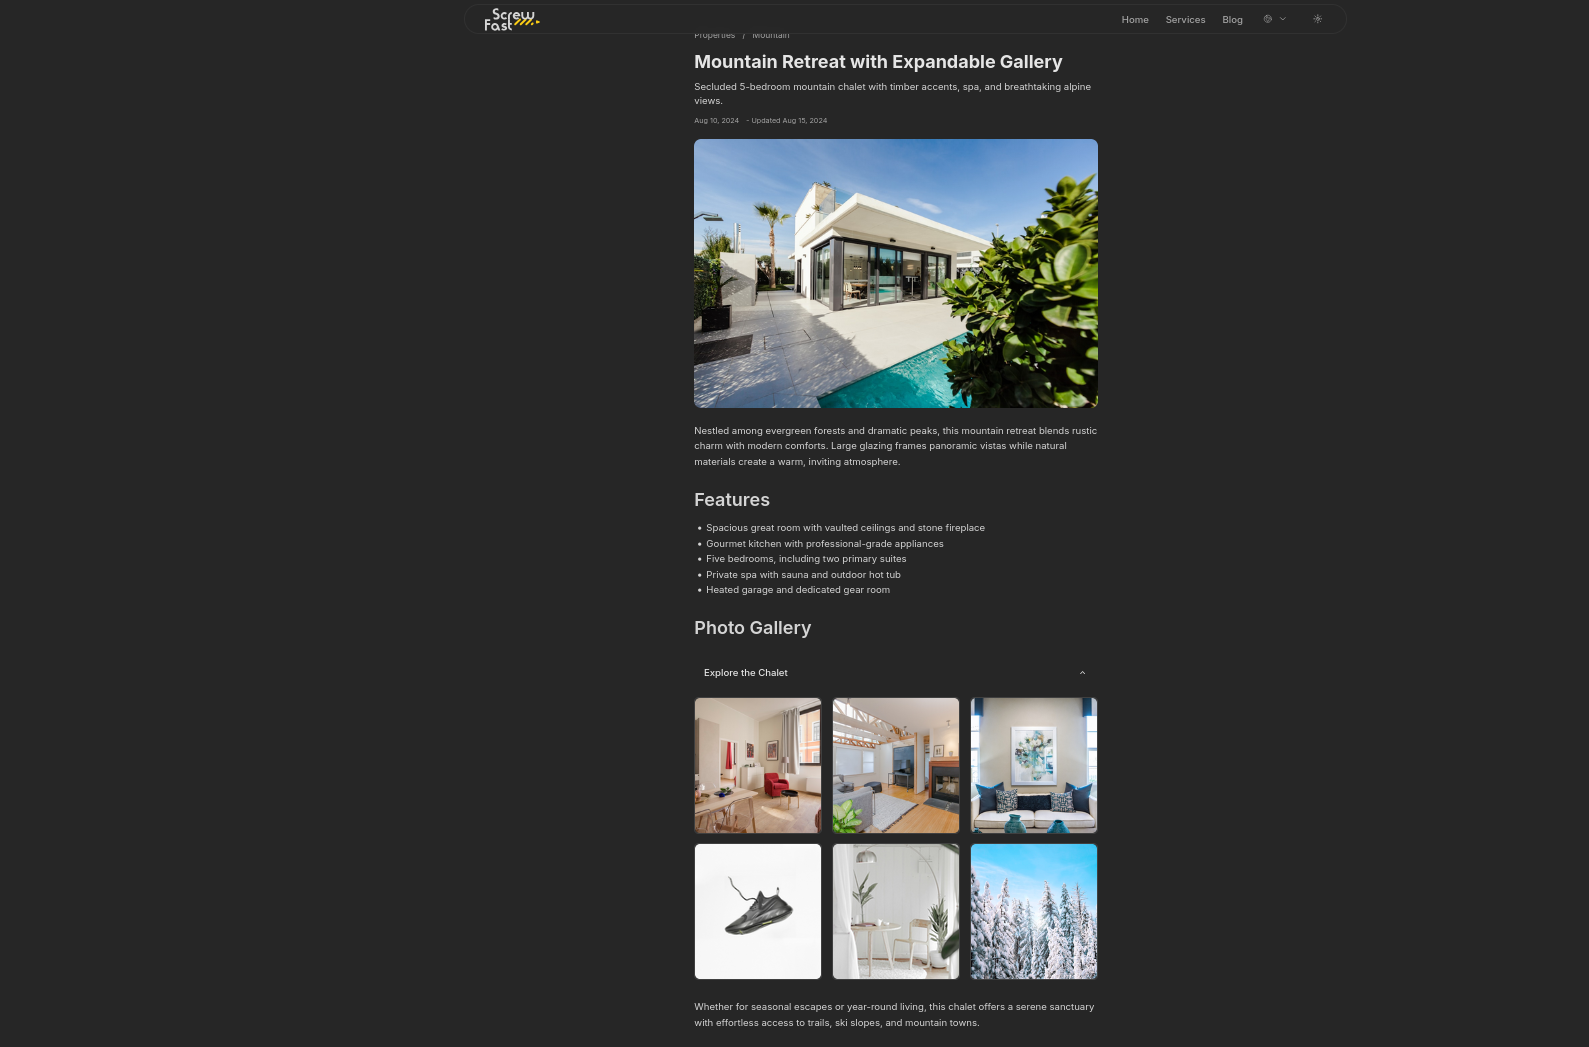 Screw
Fast
Home
Services
Blog
Properties / Mountain
Mountain Retreat with Expandable Gallery
Secluded 5-bedroom mountain chalet with timber accents, spa, and breathtaking alpine
views.
Aug 10, 2024 - Updated Aug 15, 2024
Nestled among evergreen forests and dramatic peaks, this mountain retreat blends rustic
charm with modern comforts. Large glazing frames panoramic vistas while natural
materials create a warm, inviting atmosphere.
Features
• Spacious great room with vaulted ceilings and stone fireplace
• Gourmet kitchen with professional-grade appliances
• Five bedrooms, including two primary suites
• Private spa with sauna and outdoor hot tub
• Heated garage and dedicated gear room
Photo Gallery
Explore the Chalet
Whether for seasonal escapes or year-round living, this chalet offers a serene sanctuary
with effortless access to trails, ski slopes, and mountain towns.